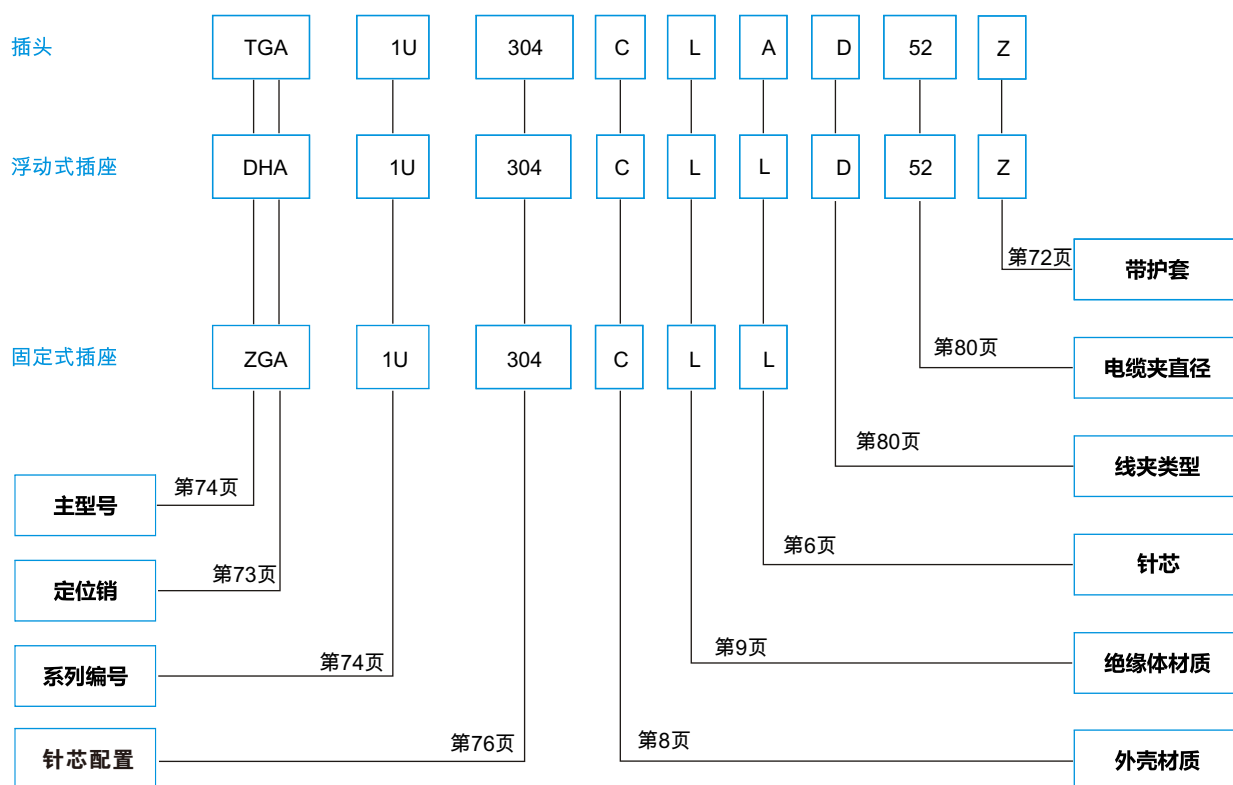 插头 TGA 1U 304 C L A D 52 Z
浮动式插座 DHA 1U 304 C L L D 52 Z
第72页 带护套
固定式插座 ZGA 1U 304 C L L
第80页 电缆夹直径
第80页 线夹类型
主型号 第74页
第6页 针芯
定位销 第73页
系列编号 第74页
第9页 绝缘体材质
针芯配置 第76页
第8页 外壳材质